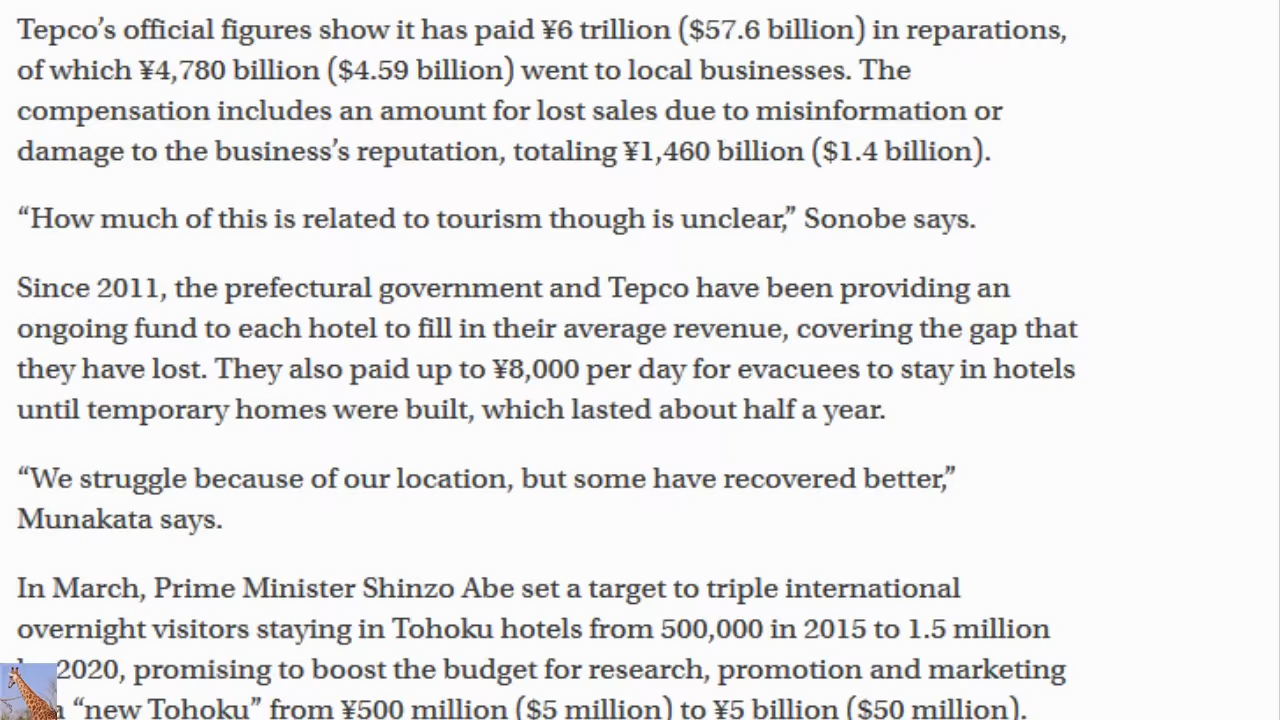 Tepco’s official figures show it has paid ¥6 trillion ($57.6 billion) in reparations,
of which ¥4,780 billion ($4.59 billion) went to local businesses. The
compensation includes an amount for lost sales due to misinformation or
damage to the business’s reputation, totaling ¥1,460 billion ($1.4 billion).
“How much of this is related to tourism though is unclear,” Sonobe says.
Since 2011, the prefectural government and Tepco have been providing an
ongoing fund to each hotel to fill in their average revenue, covering the gap that
they have lost. They also paid up to ¥8,000 per day for evacuees to stay in hotels
until temporary homes were built, which lasted about half a year.
“We struggle because of our location, but some have recovered better,”
Munakata says.
In March, Prime Minister Shinzo Abe set a target to triple international
overnight visitors staying in Tohoku hotels from 500,000 in 2015 to 1.5 million
2020, promising to boost the budget for research, promotion and marketing
a “new Tohoku” from ¥500 million ($5 million) to ¥5 billion ($50 million).